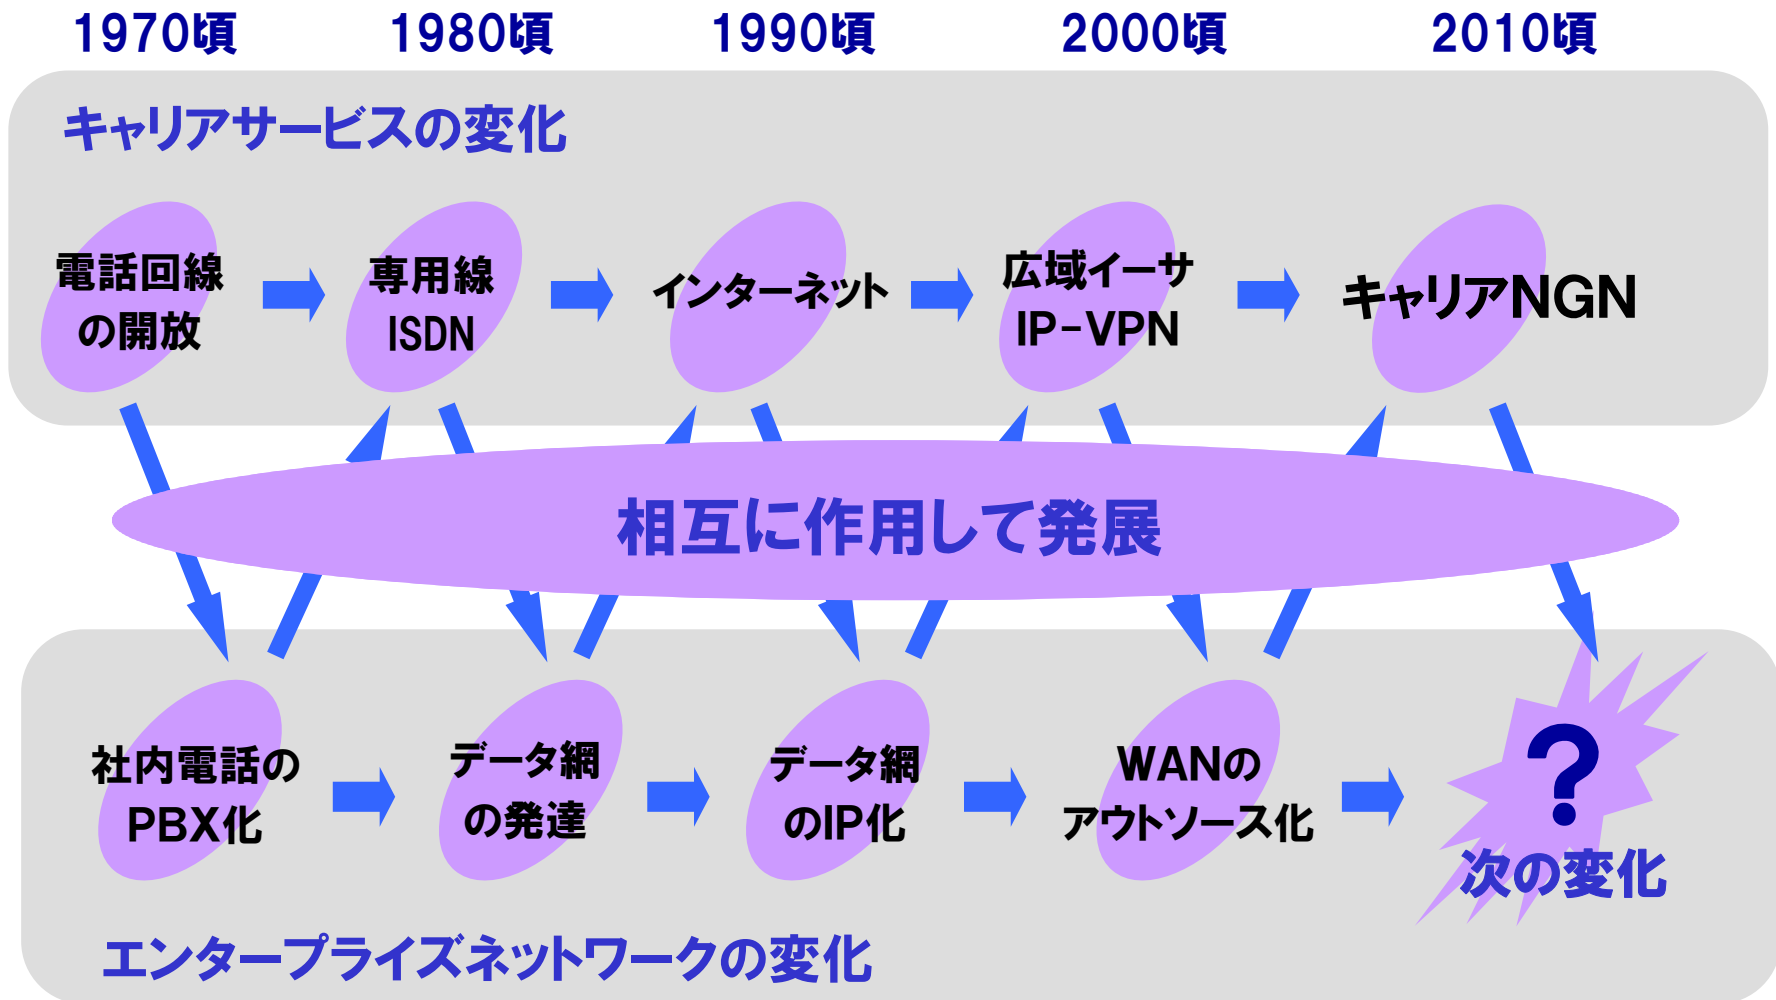 1970頃 1980頃 1990頃 2000頃 2010頃
キャリアサービスの変化
電話回線
の開放
専用線
ISDN
インターネット
広域イーサ
IP-VPN
キャリアNGN
相互に作用して発展
社内電話の
PBX化
データ網
の発達
データ網
のIP化
WANの
アウトソース化
?
次の変化
エンタープライズネットワークの変化